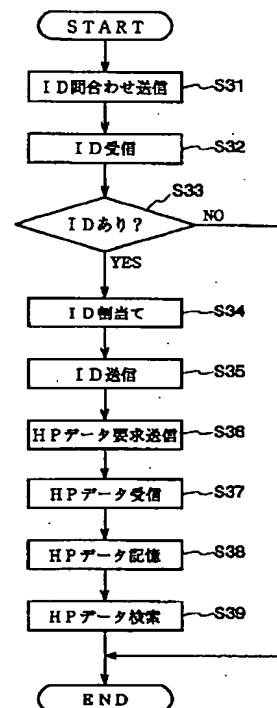 START
ID問合わせ送信 S31
ID受信 S32
S33
IDあり? NO
YES
ID割当て S34
ID送信 S35
HPデータ要求送信 S36
HPデータ受信 S37
HPデータ記憶 S38
HPデータ検索 S39
END